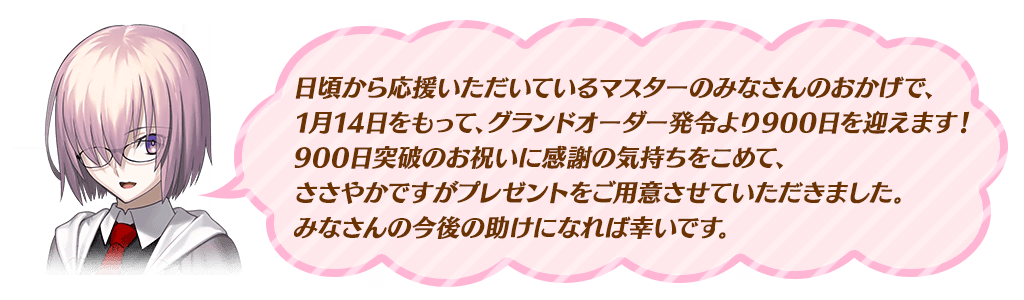 日頃から応援いただいているマスターのみなさんのおかげで、
1月14日をもって、グランドオーダー発令より900日を迎えます！
900日突破のお祝いに感謝の気持ちをこめて、
ささやかですがプレゼントをご用意させていただきました。
みなさんの今後の助けになれば幸いです。